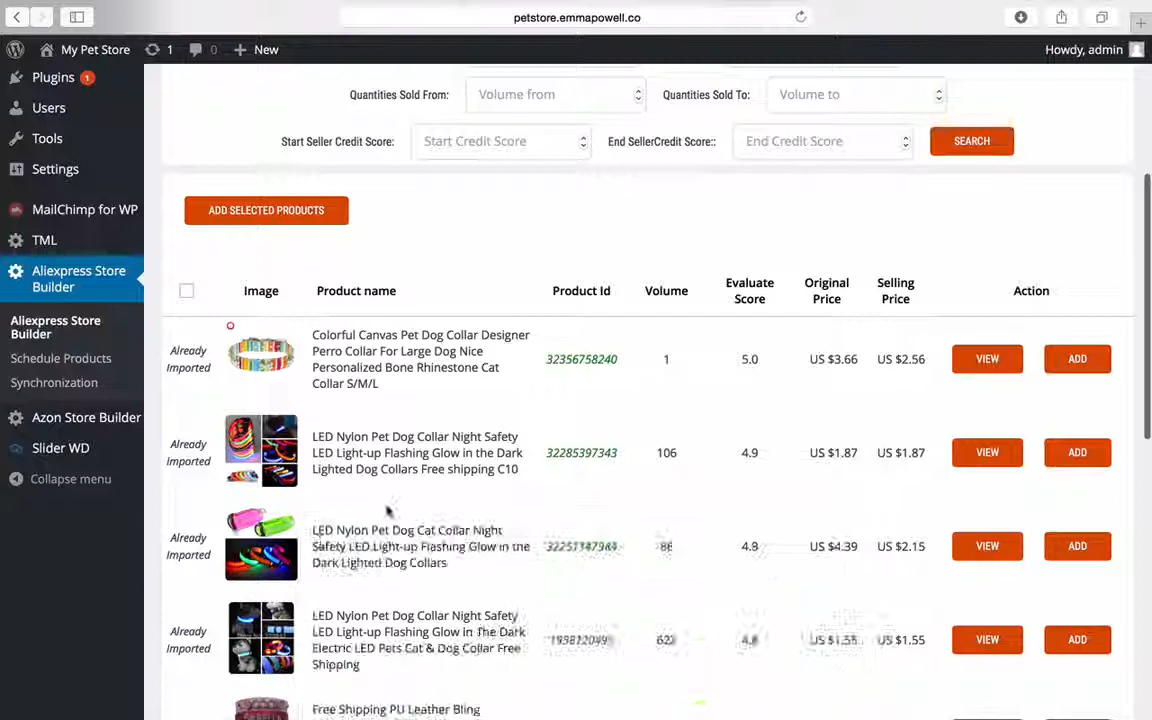 petstore.emmapowell.co
My Pet Store
1
0
New
Howdy, admin
Plugins 1
Users
Tools
Settings
MailChimp for WP
TML
Aliexpress Store
Builder
Aliexpress Store
Builder
Schedule Products
Synchronization
Azon Store Builder
Slider WD
Collapse menu
Quantities Sold From: Volume from Quantities Sold To: Volume to
Start Seller Credit Score: Start Credit Score End SellerCredit Score:: End Credit Score SEARCH
ADD SELECTED PRODUCTS
Image Product name Product Id Volume Evaluate Score Original Price Selling Price Action
Already
Imported
Colorful Canvas Pet Dog Collar Designer
Perro Collar For Large Dog Nice
Personalized Bone Rhinestone Cat
Collar S/M/L
32356758240 1 5.0 US $3.66 US $2.56 VIEW ADD
Already
Imported
LED Nylon Pet Dog Collar Night Safety
LED Light-up Flashing Glow in the Dark
Lighted Dog Collars Free shipping C10
32285397343 106 4.9 US $1.87 US $1.87 VIEW ADD
Already
Imported
LED Nylon Pet Dog Cat Collar Night
Safety LED Light-up Flashing Glow in the
Dark Lighted Dog Collars
US $4.39 US $2.15 VIEW ADD
Already
Imported
LED Nylon Pet Dog Collar Night Safety
LED Light-up Flashing Glow in The Dark
Electric LED Pets Cat & Dog Collar Free
Shipping
US $1.55 VIEW ADD
Free Shipping PU Leather Bling